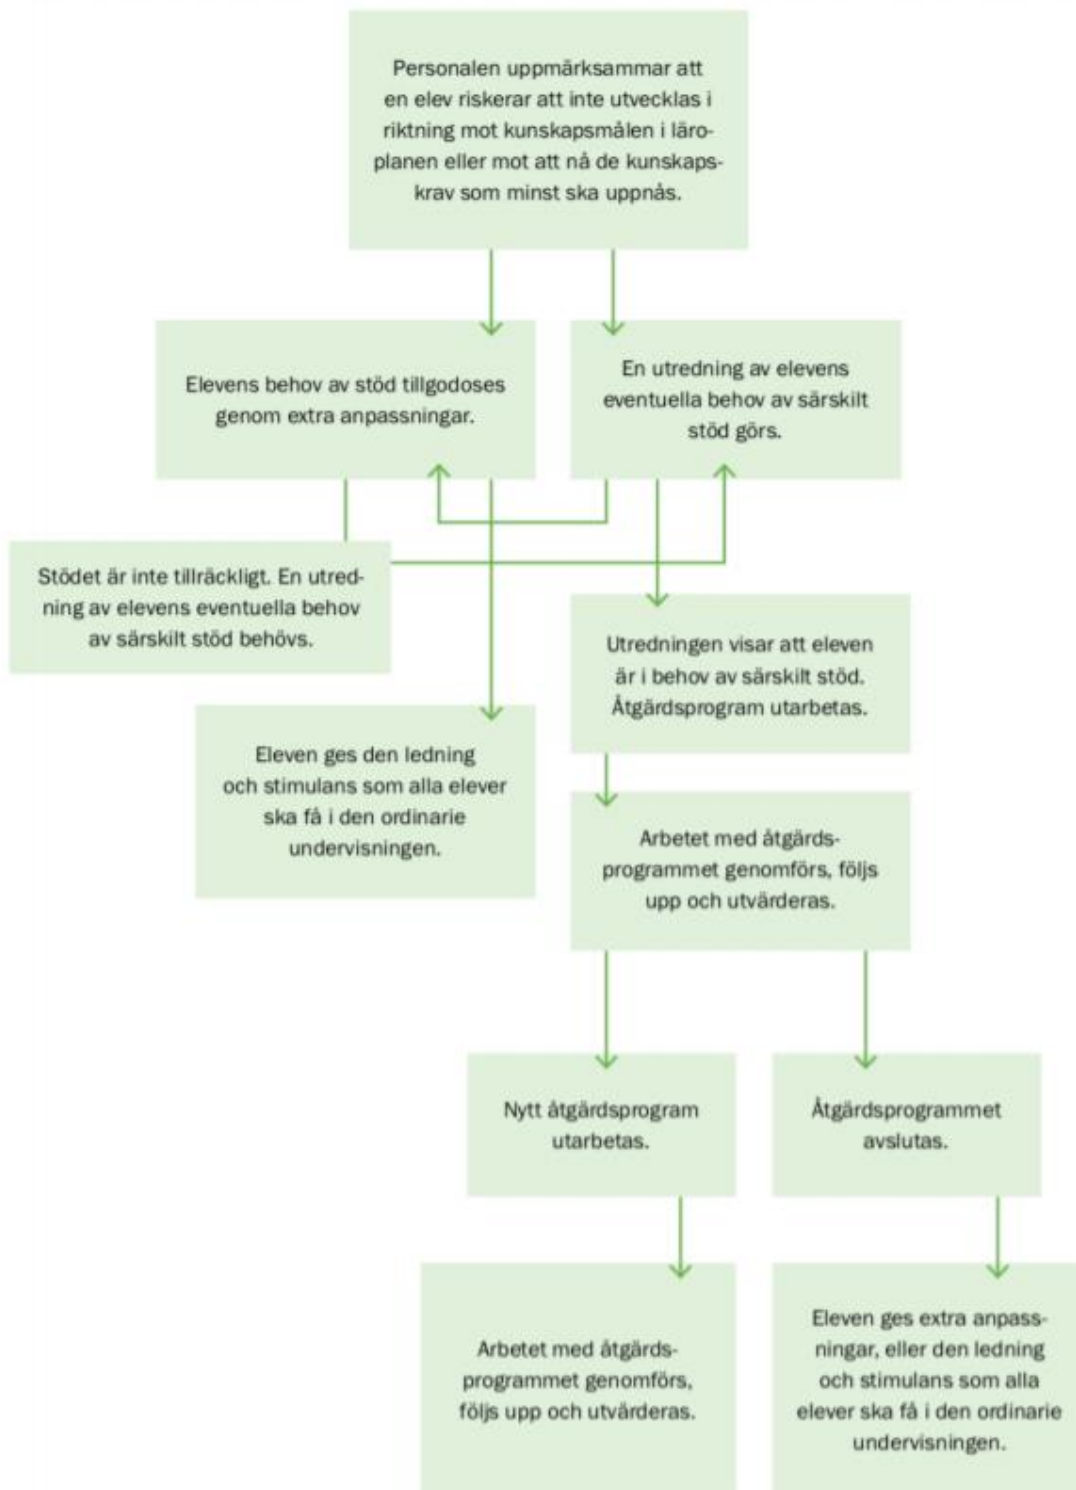 Personalen uppmärksammar att
en elev riskerar att inte utvecklas i
riktning mot kunskapsmålen i läro-
planen eller mot att nå de kunskaps-
krav som minst ska uppnås.
Elevens behov av stöd tillgodoses
genom extra anpassningar.
En utredning av elevens
eventuella behov av särskilt
stöd görs.
Stödet är inte tillräckligt. En utred-
ning av elevens eventuella behov
av särskilt stöd behövs.
Utredningen visar att eleven
är i behov av särskilt stöd.
Åtgärdsprogram utarbetas.
Eleven ges den ledning
och stimulans som alla elever
ska få i den ordinarie
undervisningen.
Arbetet med åtgärds-
programmet genomförs, följs
upp och utvärderas.
Nytt åtgärdsprogram
utarbetas.
Åtgärdsprogrammet
avslutas.
Arbetet med åtgärds-
programmet genomförs,
följs upp och utvärderas.
Eleven ges extra anpass-
ningar, eller den ledning
och stimulans som alla
elever ska få i den ordinarie
undervisningen.